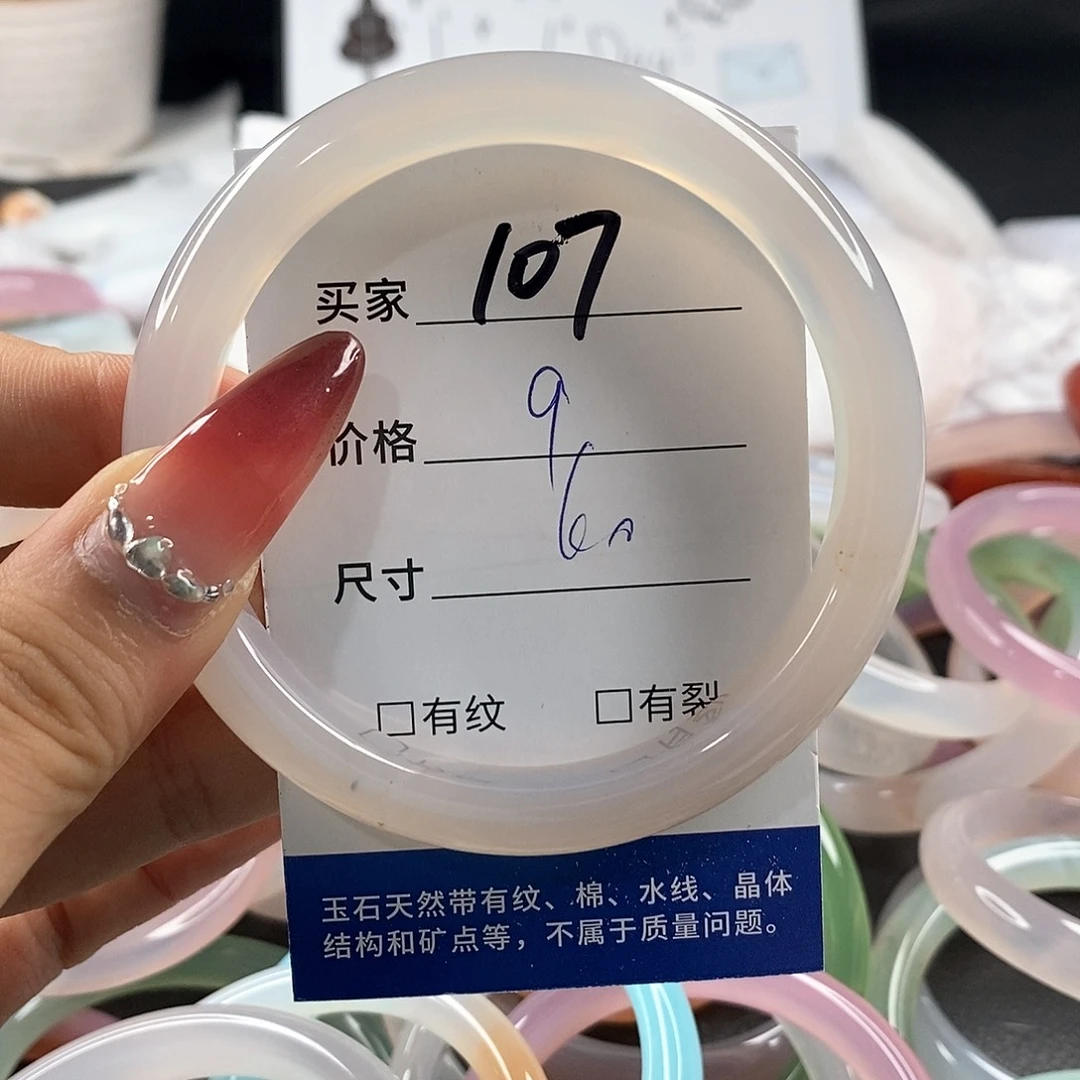 买家 107
价格 9
6
尺寸
□有纹 □有裂
玉石天然带有纹、棉、水线、晶体
结构和矿点等，不属于质量问题。